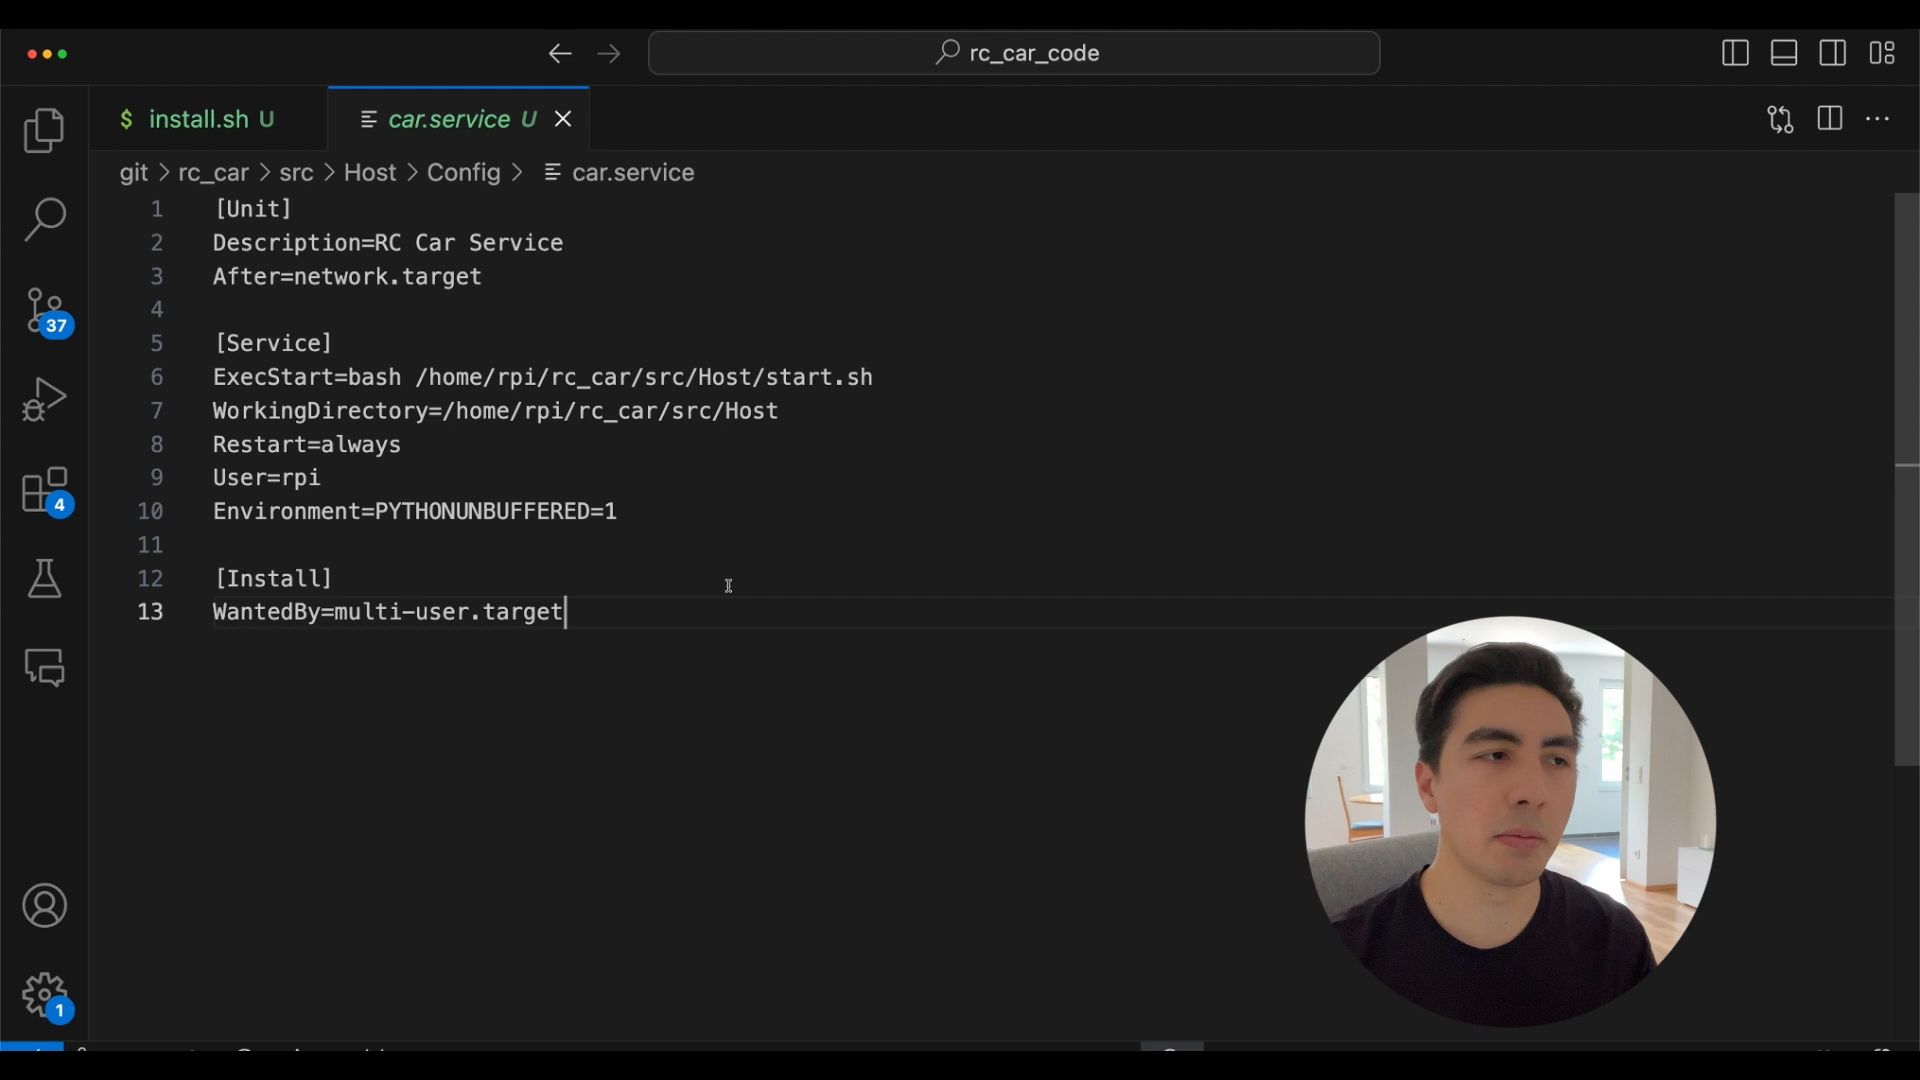 rc_car_code
$ install.sh U
car.service U
git > rc_car > src > Host > Config > car.service
1 [Unit]
2 Description=RC Car Service
3 After=network.target
4
5 [Service]
6 ExecStart=bash /home/rpi/rc_car/src/Host/start.sh
7 WorkingDirectory=/home/rpi/rc_car/src/Host
8 Restart=always
9 User=rpi
10 Environment=PYTHONUNBUFFERED=1
11
12 [Install]
13 WantedBy=multi-user.target
37
4
1